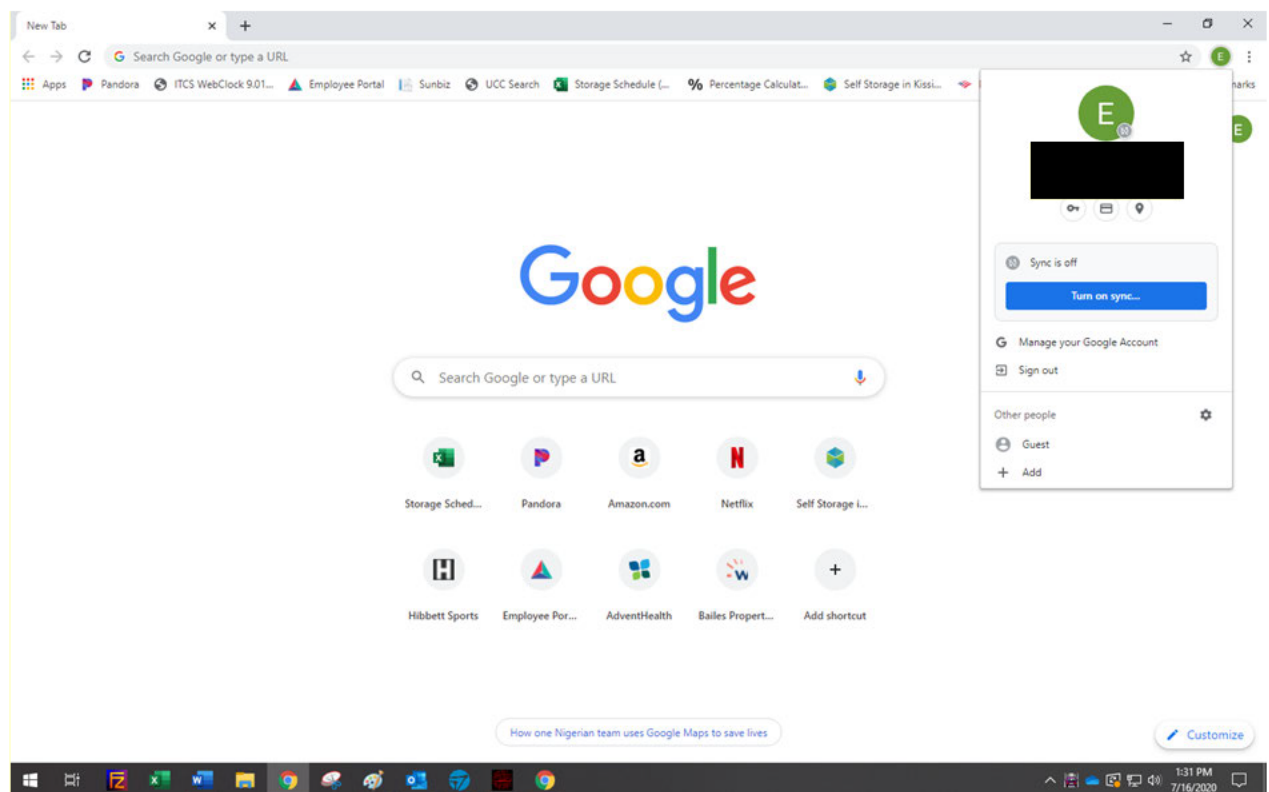 New Tab
Search Google or type a URL
Apps Pandora ITCS WebClock 9.01... Employee Portal Sunbiz UCC Search Storage Schedule (... Percentage Calculat... Self Storage in Kissi...
E
E
E
Sync is off
Turn on sync...
Manage your Google Account
Sign out
Other people
Guest
+ Add
Google
Search Google or type a URL
Storage Sched... Pandora Amazon.com Netflix Self Storage i...
Hibbett Sports Employee Por... AdventHealth Bailes Propert... Add shortcut
How one Nigerian team uses Google Maps to save lives
Customize
1:31 PM
7/16/2020